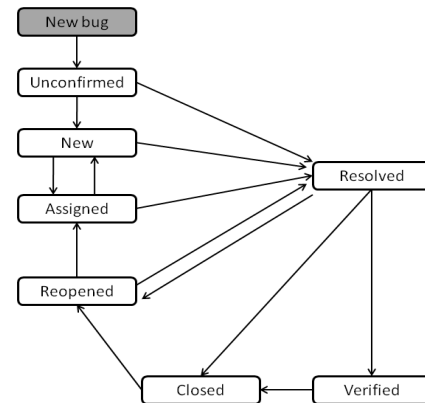 New bug
Unconfirmed
New
Resolved
Assigned
Reopened
Closed
Verified